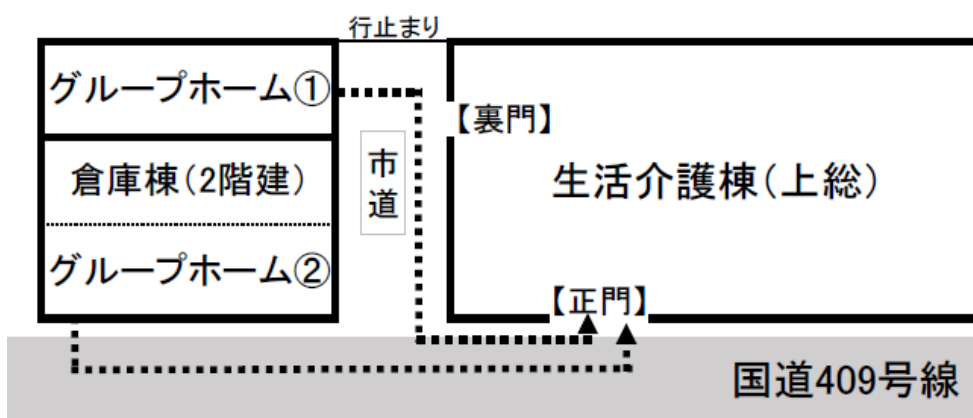 行止まり
グループホーム①
【裏門】
倉庫棟(2階建)
市道
生活介護棟(上総)
グループホーム②
【正門】
国道409号線